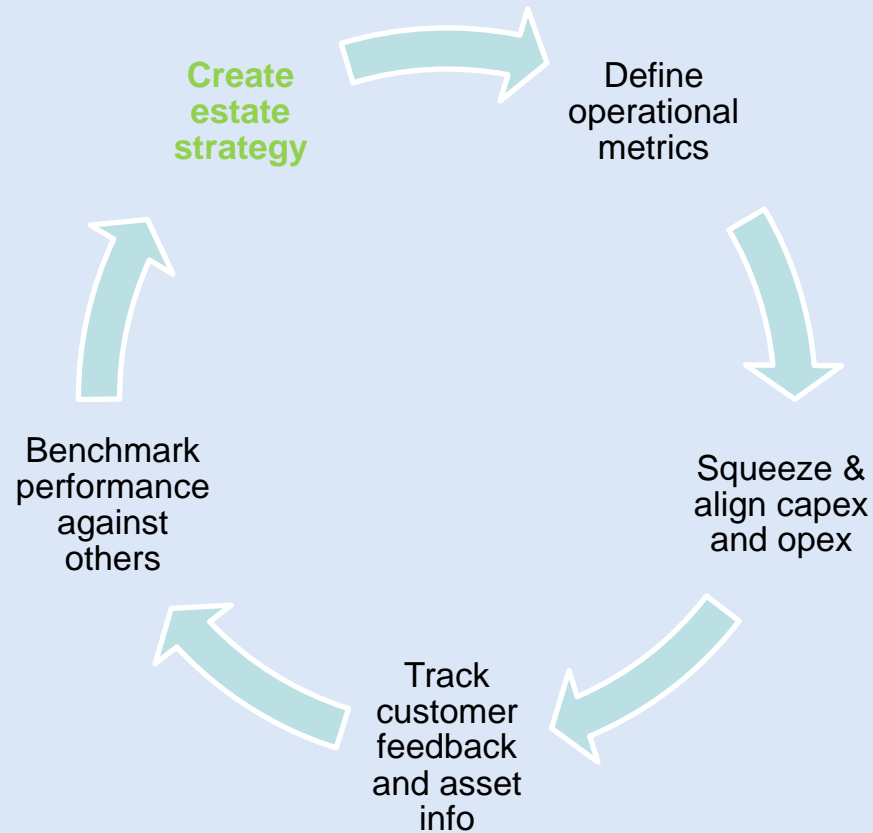 Create
estate
strategy
Define
operational
metrics
Squeeze &
align capex
and opex
Track
customer
feedback
and asset
info
Benchmark
performance
against
others